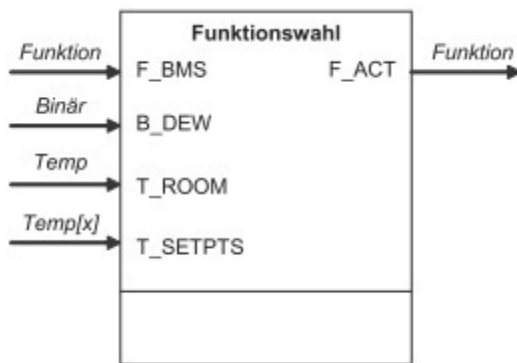 Funktionswahl
Funktion F_BMS F_ACT Funktion
Binär B_DEW
Temp T_ROOM
Temp[x] T_SETPTS